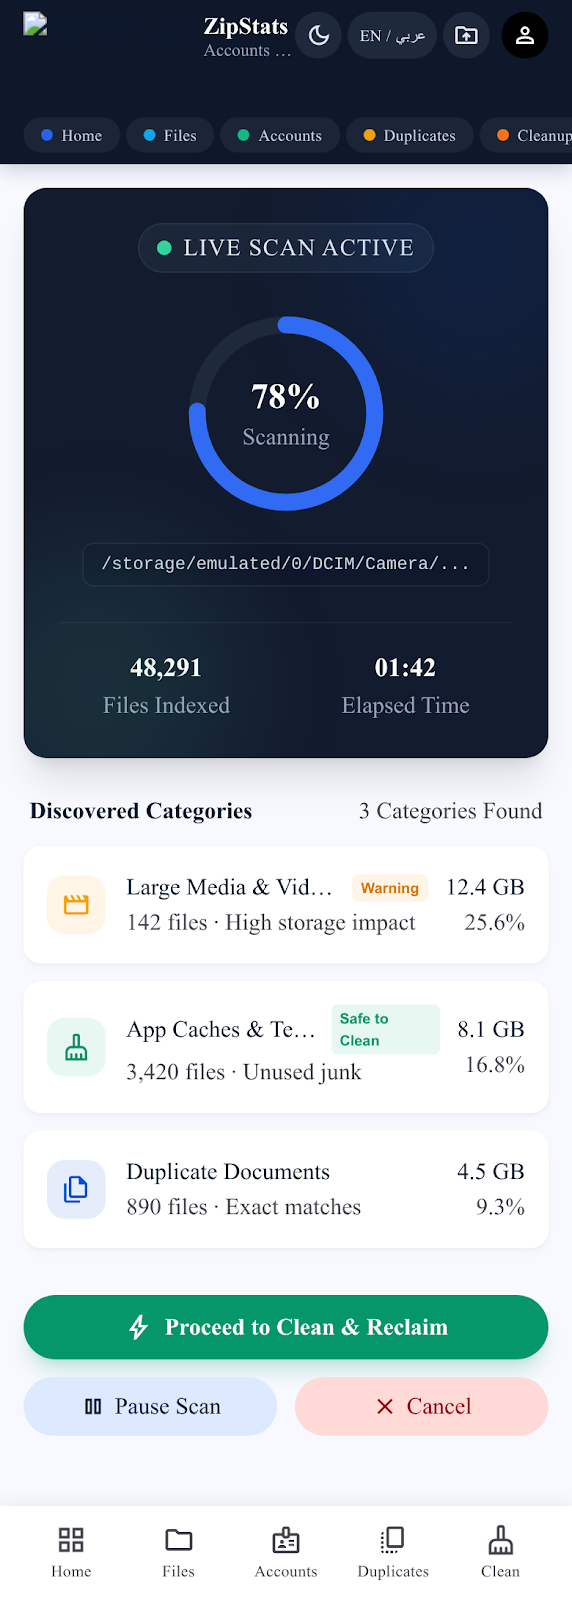 ZipStats
Accounts ...
EN / عربي
Home
Files
Accounts
Duplicates
Cleanup
LIVE SCAN ACTIVE
78%
Scanning
/storage/emulated/0/DCIM/Camera/...
48,291
Files Indexed
01:42
Elapsed Time
Discovered Categories
3 Categories Found
Large Media & Vid...
Warning
12.4 GB
142 files · High storage impact
25.6%
App Caches & Te...
Safe to
Clean
8.1 GB
3,420 files · Unused junk
16.8%
Duplicate Documents
4.5 GB
890 files · Exact matches
9.3%
Proceed to Clean & Reclaim
Pause Scan
Cancel
Home
Files
Accounts
Duplicates
Clean